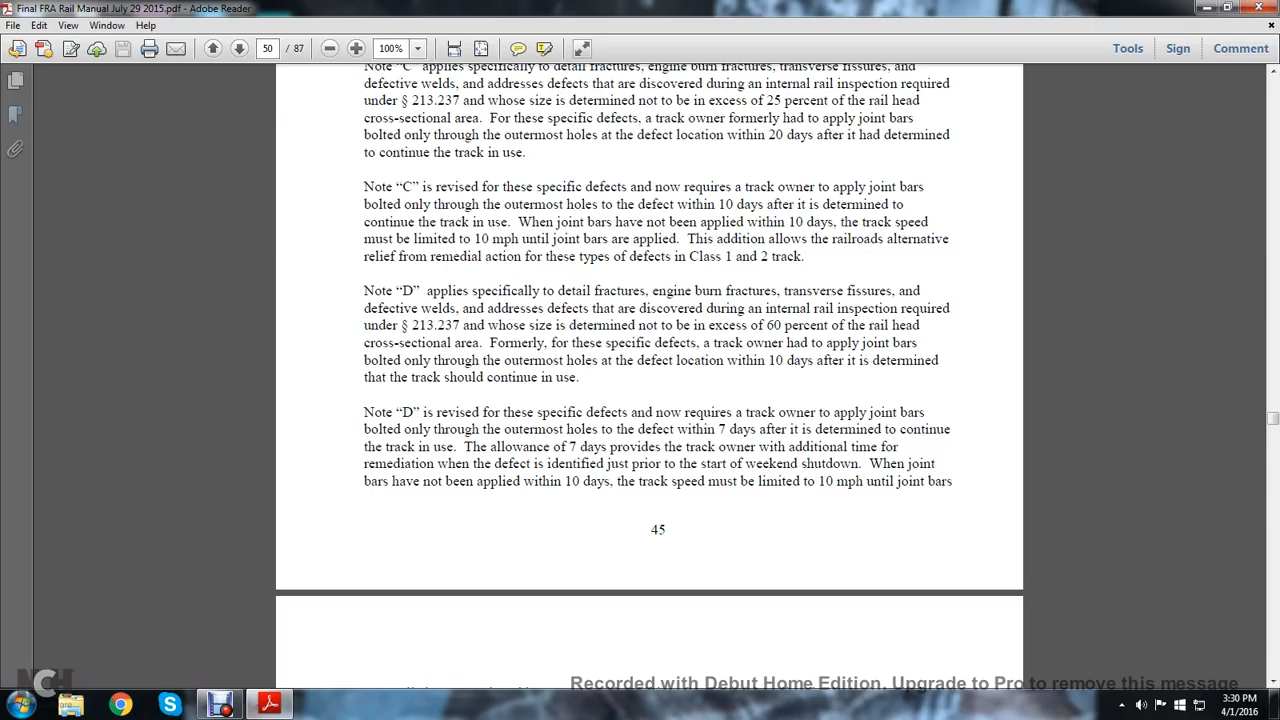 Final FRA Rail Manual July 29 2015.pdf - Adobe Reader
File Edit View Window Help
50 / 87 100% Tools Sign Comment
Note “C” applies specifically to detail fractures, engine burn fractures, transverse fissures, and
defective welds, and addresses defects that are discovered during an internal rail inspection required
under § 213.237 and whose size is determined not to be in excess of 25 percent of the rail head
cross-sectional area. For these specific defects, a track owner formerly had to apply joint bars
bolted only through the outermost holes at the defect location within 20 days after it had determined
to continue the track in use.
Note “C” is revised for these specific defects and now requires a track owner to apply joint bars
bolted only through the outermost holes to the defect within 10 days after it is determined to
continue the track in use. When joint bars have not been applied within 10 days, the track speed
must be limited to 10 mph until joint bars are applied. This addition allows the railroads alternative
relief from remedial action for these types of defects in Class 1 and 2 track.
Note “D” applies specifically to detail fractures, engine burn fractures, transverse fissures, and
defective welds, and addresses defects that are discovered during an internal rail inspection required
under § 213.237 and whose size is determined not to be in excess of 60 percent of the rail head
cross-sectional area. Formerly, for these specific defects, a track owner had to apply joint bars
bolted only through the outermost holes at the defect location within 10 days after it is determined
that the track should continue in use.
Note “D” is revised for these specific defects and now requires a track owner to apply joint bars
bolted only through the outermost holes to the defect within 7 days after it is determined to continue
the track in use. The allowance of 7 days provides the track owner with additional time for
remediation when the defect is identified just prior to the start of weekend shutdown. When joint
bars have not been applied within 10 days, the track speed must be limited to 10 mph until joint bars
45
Recorded with Debut Home Edition. Upgrade to Pro to remove this message
NCH
3:30 PM
4/1/2016